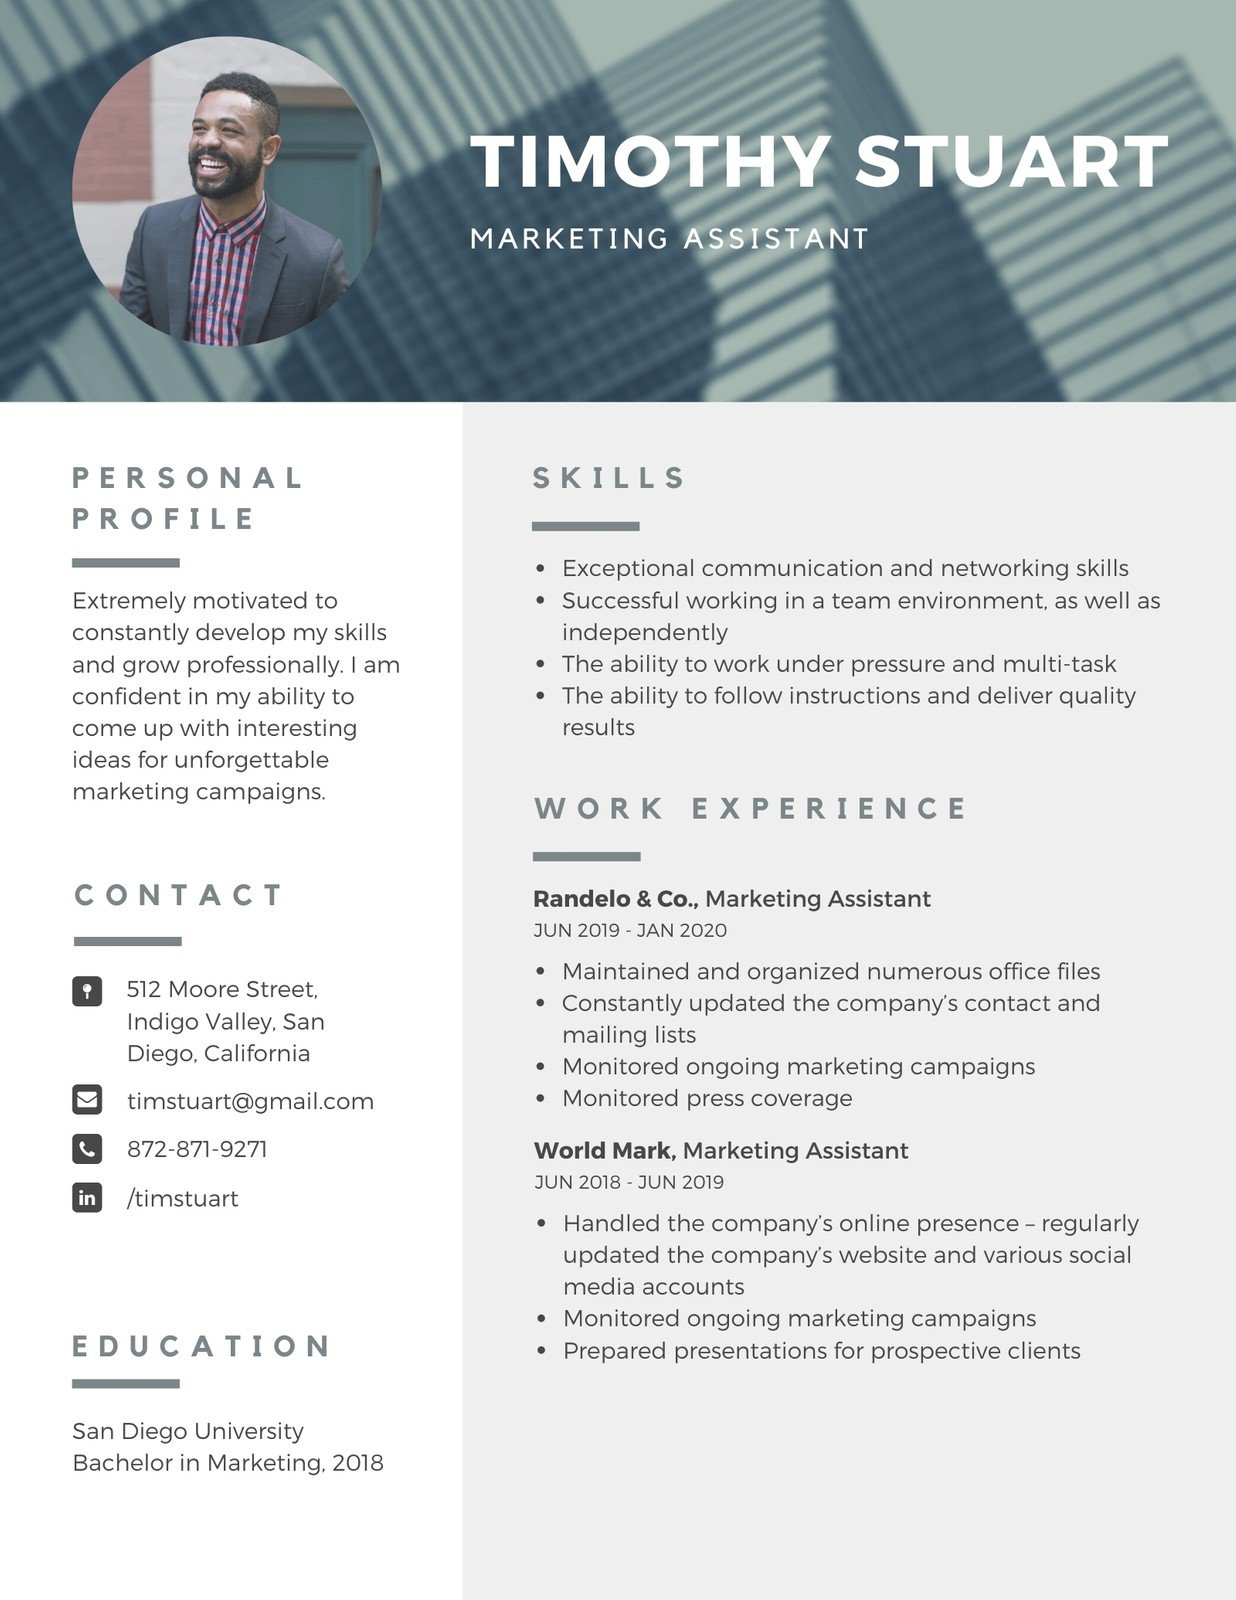 TIMOTHY STUART
MARKETING ASSISTANT
PERSONAL
PROFILE
Extremely motivated to
constantly develop my skills
and grow professionally. I am
confident in my ability to
come up with interesting
ideas for unforgettable
marketing campaigns.
CONTACT
512 Moore Street,
Indigo Valley, San
Diego, California
timstuart@gmail.com
872-871-9271
in
/timstuart
EDUCATION
San Diego University
Bachelor in Marketing, 2018
SKILLS
• Exceptional communication and networking skills
• Successful working in a team environment, as well as
independently
• The ability to work under pressure and multi-task
• The ability to follow instructions and deliver quality
results
WORK EXPERIENCE
Randelo & Co., Marketing Assistant
JUN 2019 - JAN 2020
• Maintained and organized numerous office files
• Constantly updated the company’s contact and
mailing lists
• Monitored ongoing marketing campaigns
• Monitored press coverage
World Mark, Marketing Assistant
JUN 2018 - JUN 2019
• Handled the company’s online presence – regularly
updated the company’s website and various social
media accounts
• Monitored ongoing marketing campaigns
• Prepared presentations for prospective clients